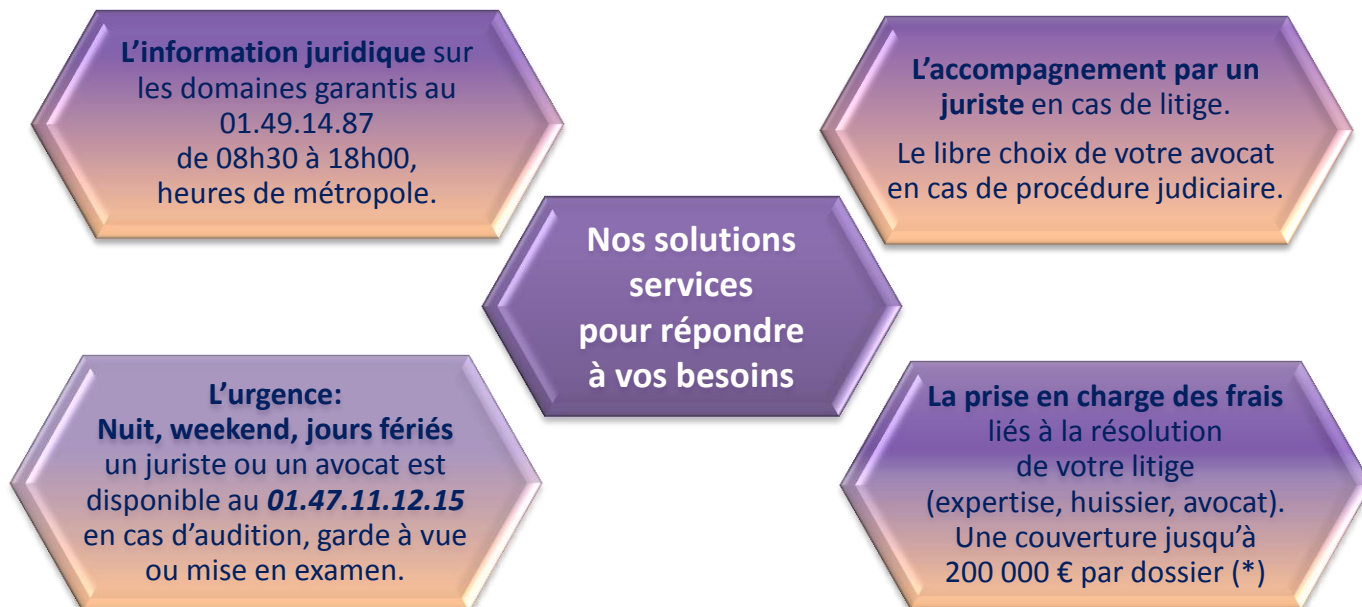 L’information juridique sur
les domaines garantis au
01.49.14.87
de 08h30 à 18h00,
heures de métropole.
L’accompagnement par un
juriste en cas de litige.
Le libre choix de votre avocat
en cas de procédure judiciaire.
Nos solutions
services
pour répondre
à vos besoins
L’urgence:
Nuit, weekend, jours fériés
un juriste ou un avocat est
disponible au 01.47.11.12.15
en cas d’audition, garde à vue
ou mise en examen.
La prise en charge des frais
liés à la résolution
de votre litige
(expertise, huissier, avocat).
Une couverture jusqu’à
200 000 € par dossier (*)